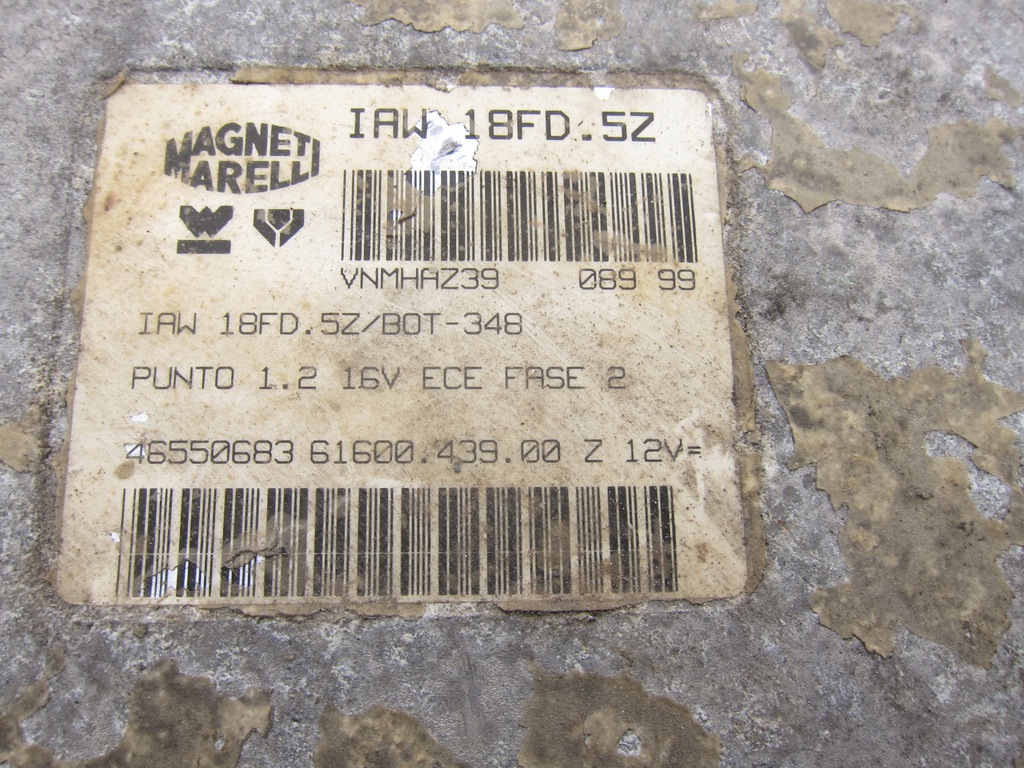 MAGNETI
MARELLI
IAW 18FD.5Z
VNMHAZ39 089 99
IAW 18FD.5Z/BOT-348
PUNTO 1.2 16V ECE FASE 2
46550683 61600.439.00 Z 12V=